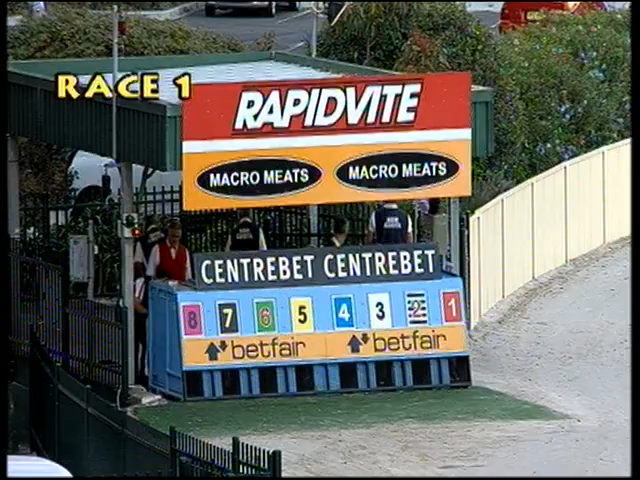 RACE 1
RAPIDVITE
MACRO MEATS MACRO MEATS
CENTREBET CENTREBET
8 7 6 5 4 3 2 1
betfair betfair